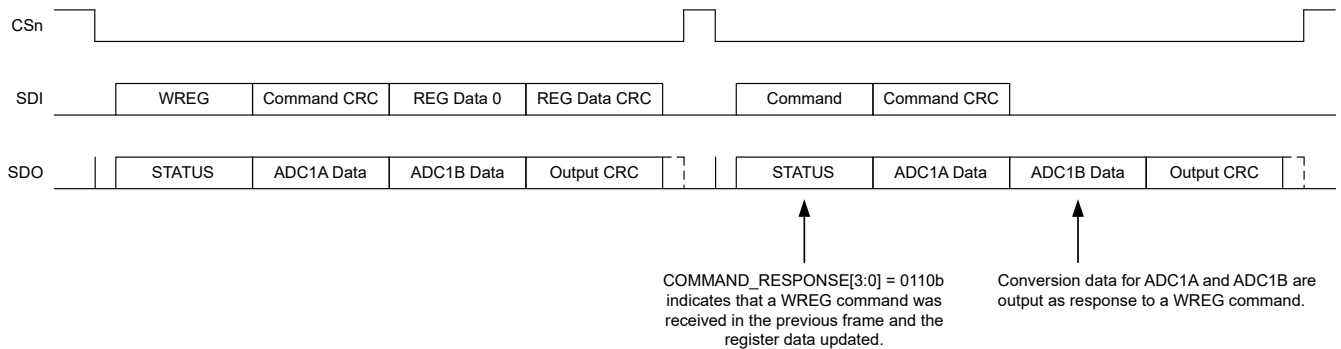 CSn
SDI WREG Command CRC REG Data 0 REG Data CRC Command Command CRC
SDO STATUS ADC1A Data ADC1B Data Output CRC STATUS ADC1A Data ADC1B Data Output CRC
COMMAND_RESPONSE[3:0] = 0110b
indicates that a WREG command was
received in the previous frame and the
register data updated.
Conversion data for ADC1A and ADC1B are
output as response to a WREG command.